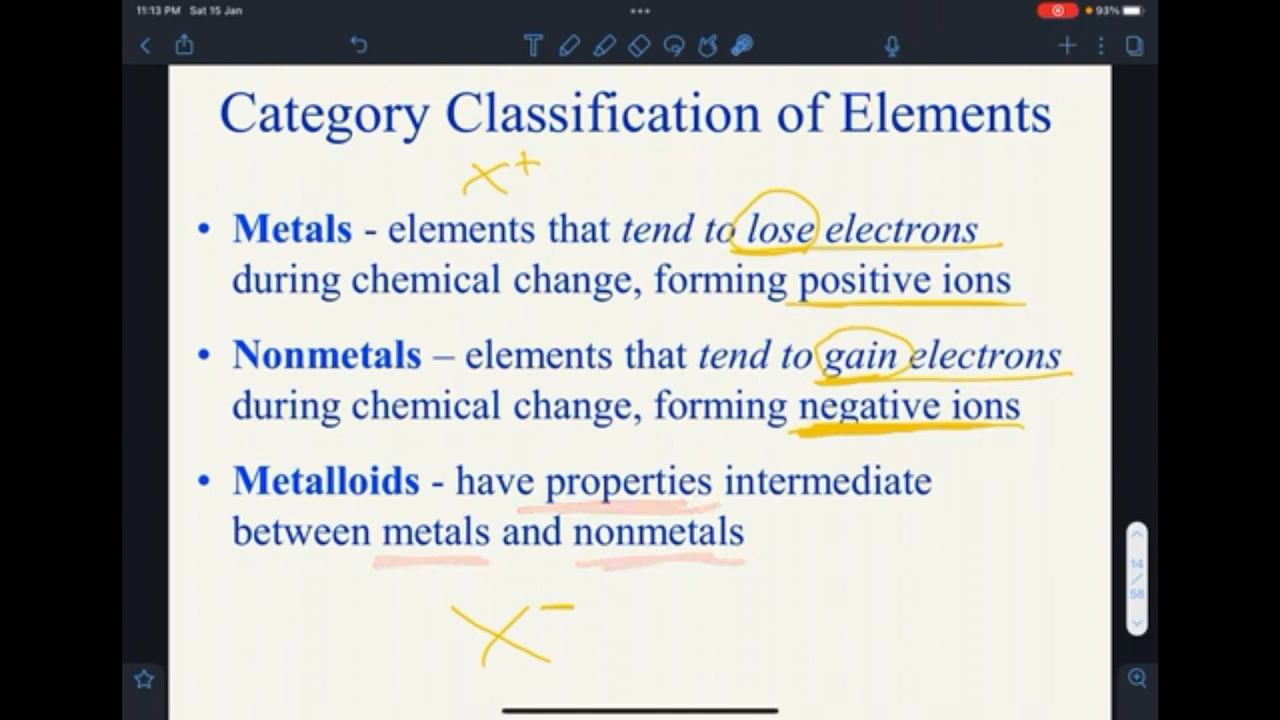 11:13 PM Sat 15 Jan
93%
Category Classification of Elements
X+
• Metals - elements that tend to lose electrons
during chemical change, forming positive ions
• Nonmetals – elements that tend to gain electrons
during chemical change, forming negative ions
• Metalloids - have properties intermediate
between metals and nonmetals
14
/
58
X−